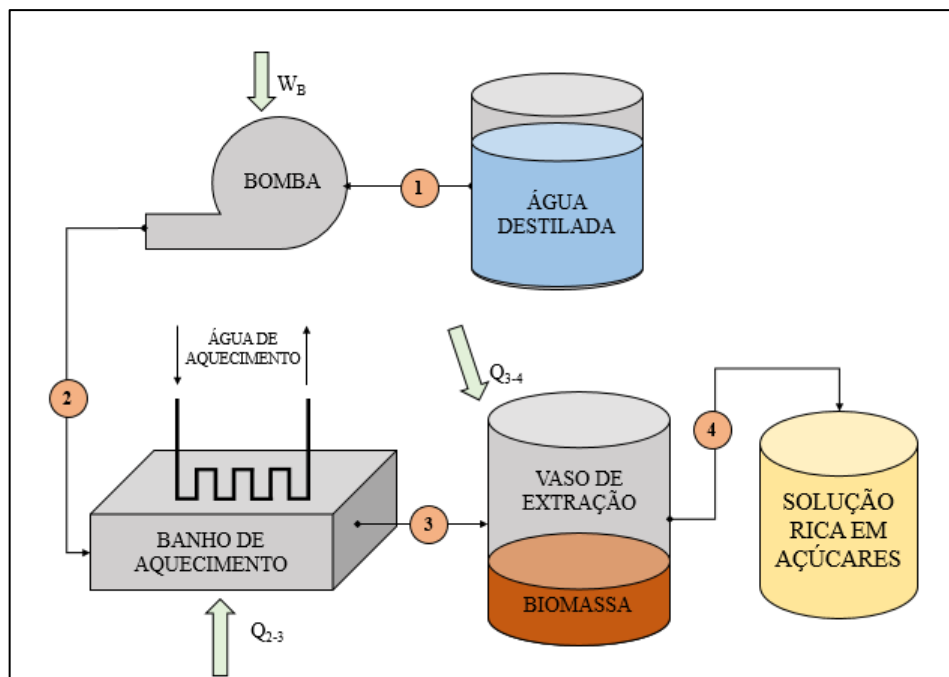 W_B
BOMBA
1
ÁGUA
DESTILADA
ÁGUA DE
AQUECIMENTO
2
Q_2-3
BANHO DE
AQUECIMENTO
3
Q_3-4
VASO DE
EXTRAÇÃO
BIOMASSA
4
SOLUÇÃO
RICA EM
AÇÚCARES